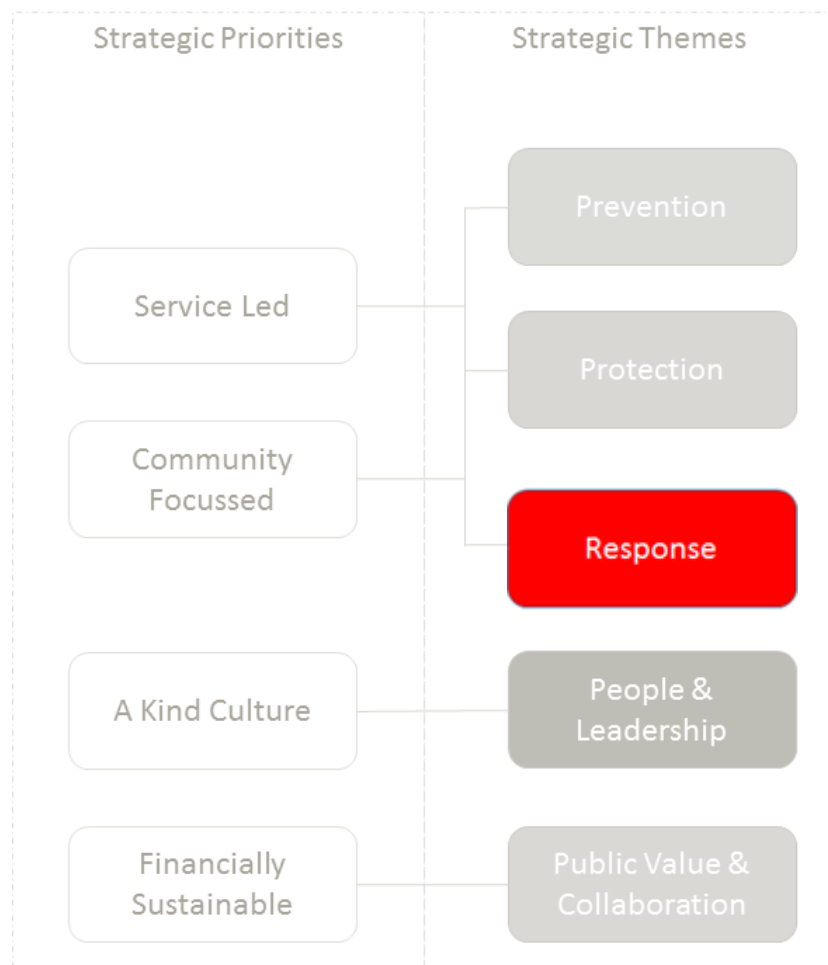 Strategic Priorities
Strategic Themes
Service Led
Community
Focussed
A Kind Culture
Financially
Sustainable
Prevention
Protection
Response
People &
Leadership
Public Value &
Collaboration